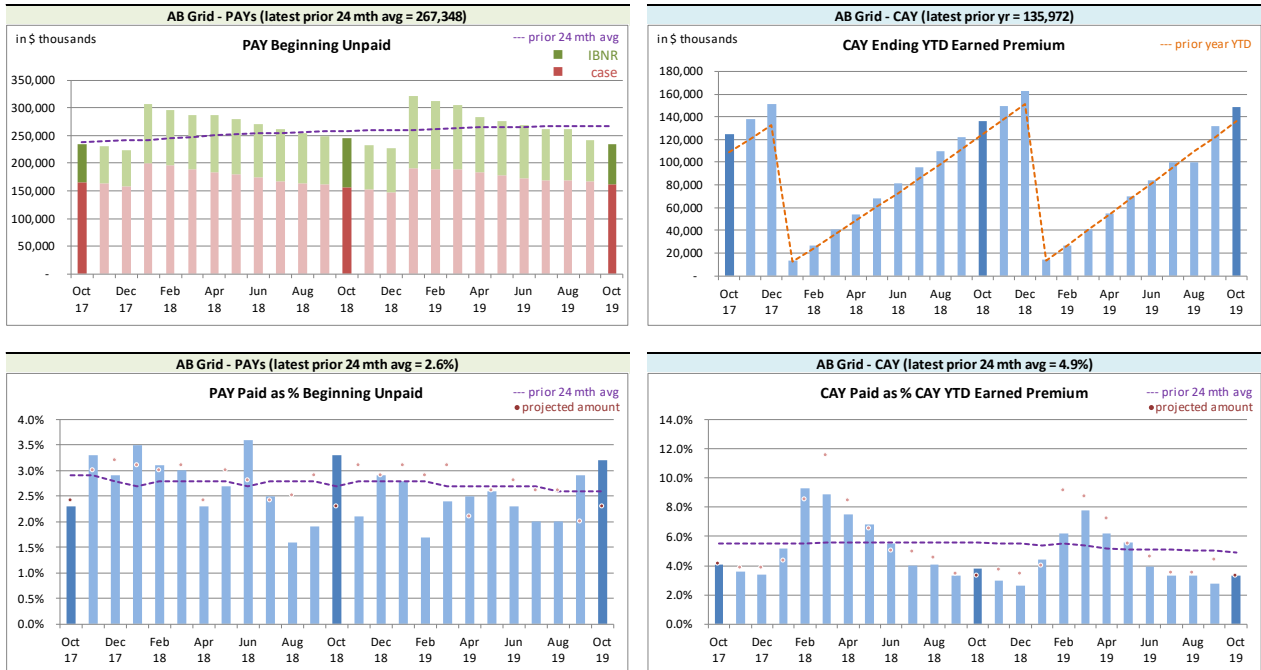 AB Grid - PAYs (latest prior 24 mth avg = 267,348)
in $ thousands
PAY Beginning Unpaid
--- prior 24 mth avg
IBNR
case
350,000
300,000
250,000
200,000
150,000
100,000
50,000
-
Oct Dec Feb Apr Jun Aug Oct Dec Feb Apr Jun Aug Oct
17 17 18 18 18 18 18 18 19 19 19 19 19
AB Grid - CAY (latest prior yr = 135,972)
in $ thousands
CAY Ending YTD Earned Premium
--- prior year YTD
180,000
160,000
140,000
120,000
100,000
80,000
60,000
40,000
20,000
-
Oct Dec Feb Apr Jun Aug Oct Dec Feb Apr Jun Aug Oct
17 17 18 18 18 18 18 18 19 19 19 19 19
AB Grid - PAYs (latest prior 24 mth avg = 2.6%)
PAY Paid as % Beginning Unpaid
--- prior 24 mth avg
•projected amount
4.0%
3.5%
3.0%
2.5%
2.0%
1.5%
1.0%
0.5%
0.0%
Oct Dec Feb Apr Jun Aug Oct Dec Feb Apr Jun Aug Oct
17 17 18 18 18 18 18 18 19 19 19 19 19
AB Grid - CAY (latest prior 24 mth avg = 4.9%)
CAY Paid as % CAY YTD Earned Premium
--- prior 24 mth avg
•projected amount
14.0%
12.0%
10.0%
8.0%
6.0%
4.0%
2.0%
0.0%
Oct Dec Feb Apr Jun Aug Oct Dec Feb Apr Jun Aug Oct
17 17 18 18 18 18 18 18 19 19 19 19 19